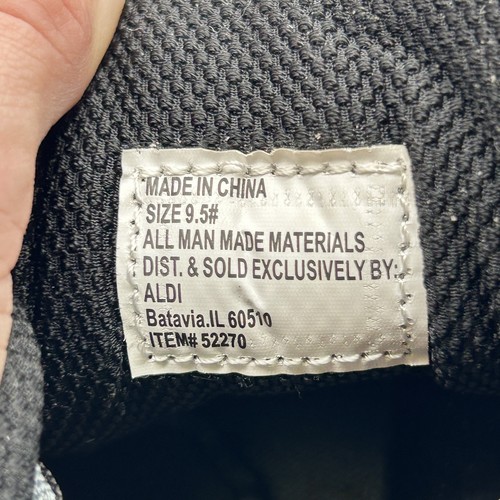 MADE IN CHINA
SIZE 9.5#
ALL MAN MADE MATERIALS
DIST. & SOLD EXCLUSIVELY BY:
ALDI
Batavia.IL 60510
ITEM# 52270